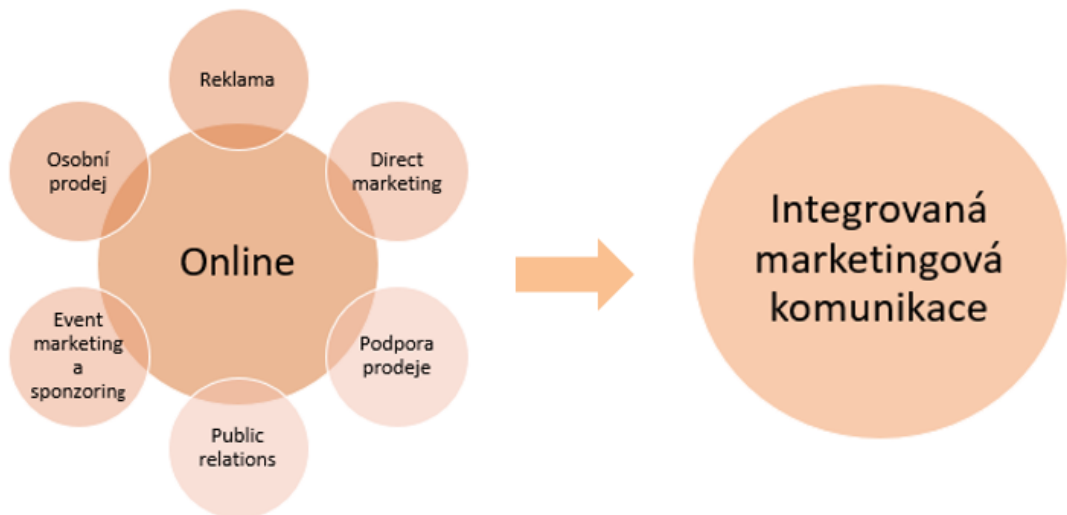 Reklama
Direct
marketing
Podpora
prodeje
Public
relations
Event
marketing
a
sponzoring
Osobní
prodej
Online
Integrovaná
marketingová
komunikace